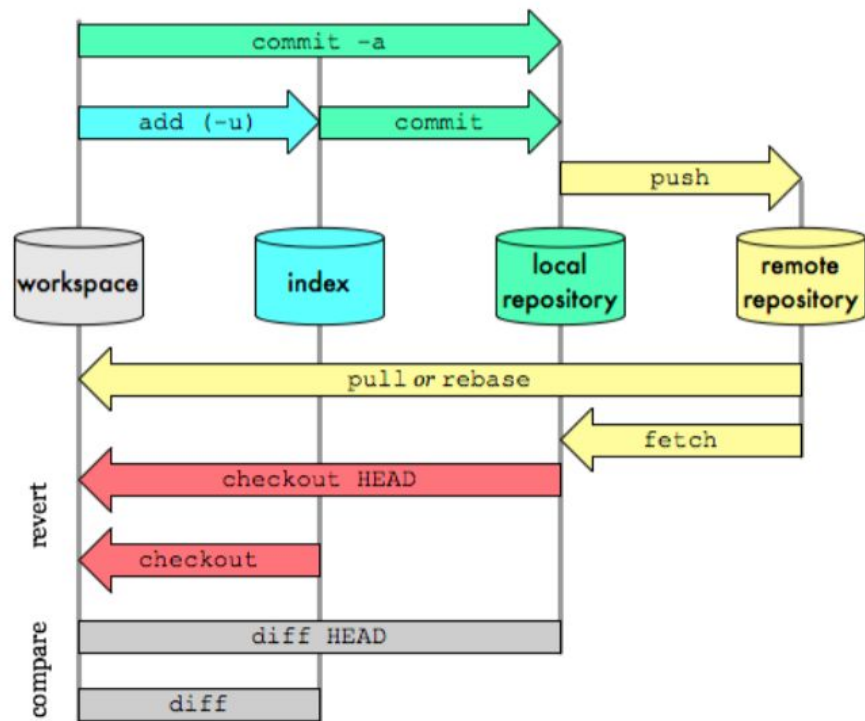 commit -a
add (-u)
commit
push
workspace
index
local
repository
remote
repository
pull or rebase
fetch
revert
checkout HEAD
checkout
compare
diff HEAD
diff